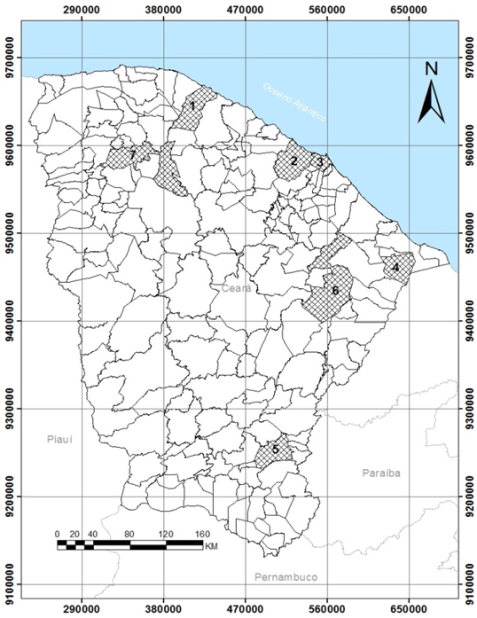 290000 380000 470000 560000 650000
9700000 9700000
N
Oceano Atlântico
1
9600000 9600000
7 2 3
9500000 9500000
4
Ceará
6
9400000 9400000
9300000 9300000
Piauí
5
Paraíba
9200000 9200000
0 20 40 80 120 160
KM
Pernambuco
9100000 9100000
290000 380000 470000 560000 650000